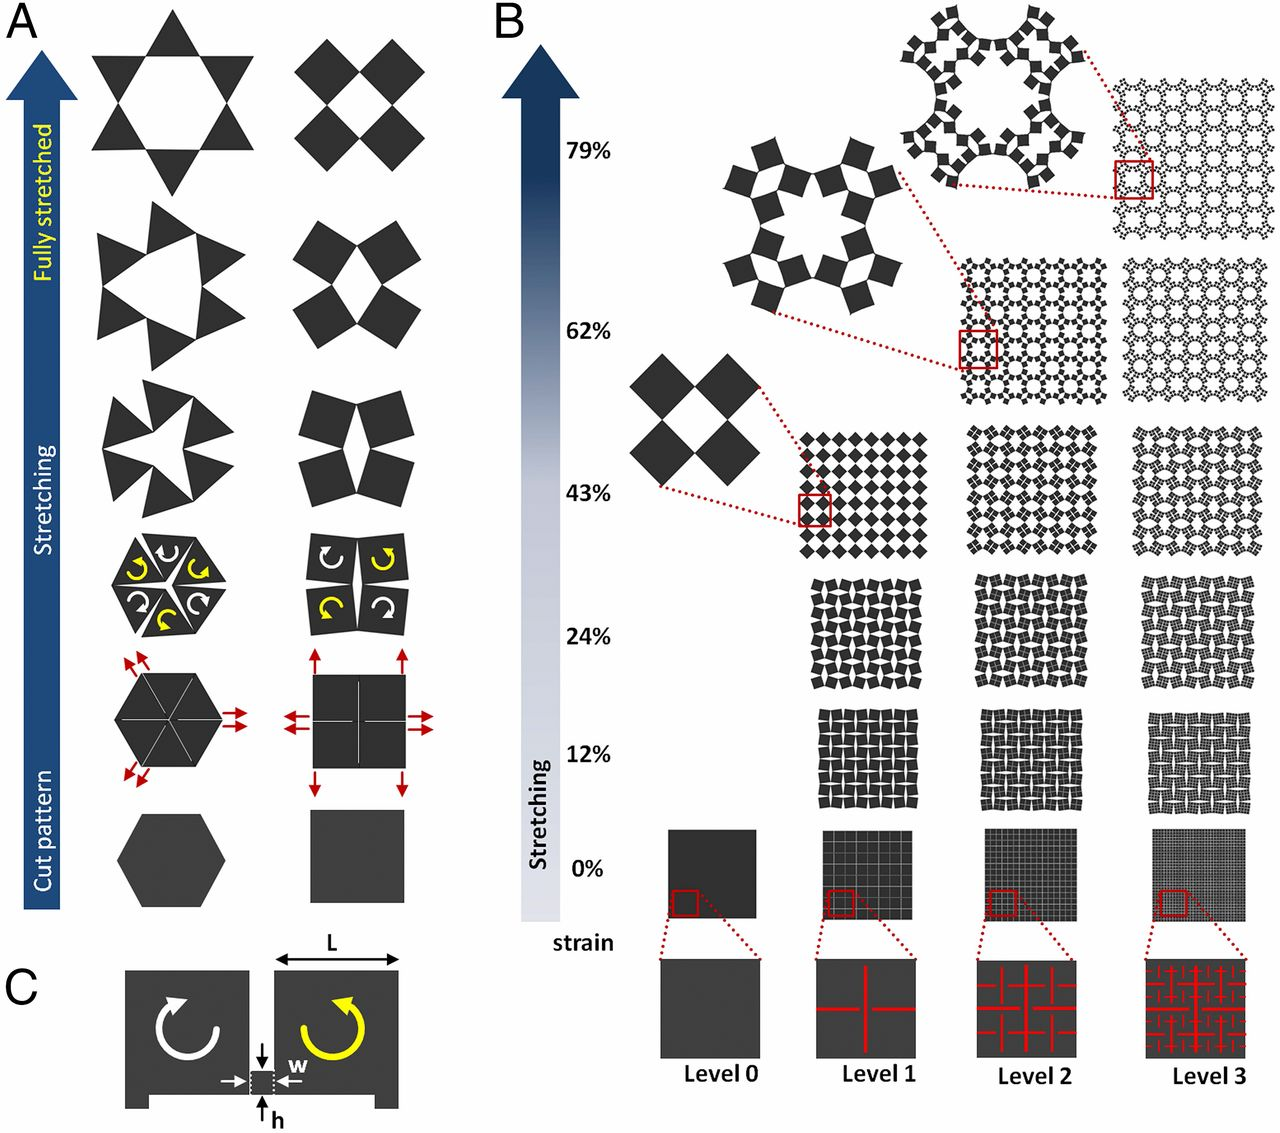 A
Fully stretched
Stretching
Cut pattern
B
79%
62%
43%
24%
12%
0%
Stretching
strain
Level 0
Level 1
Level 2
Level 3
C
L
w
h